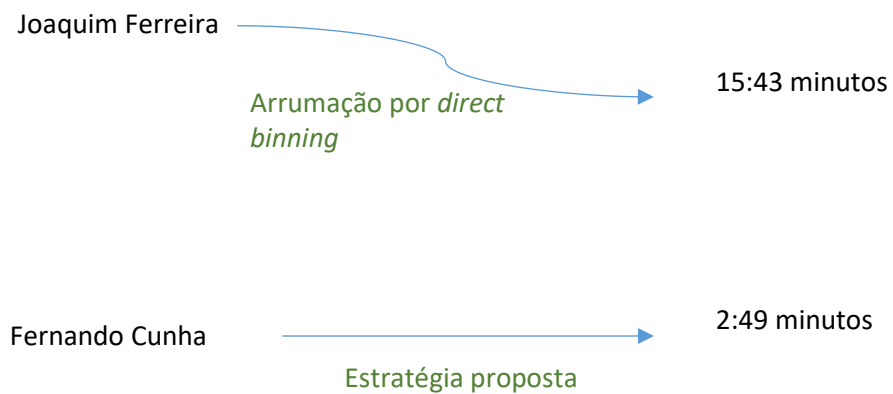 Joaquim Ferreira
15:43 minutos
Arrumação por direct
binning
2:49 minutos
Fernando Cunha
Estratégia proposta